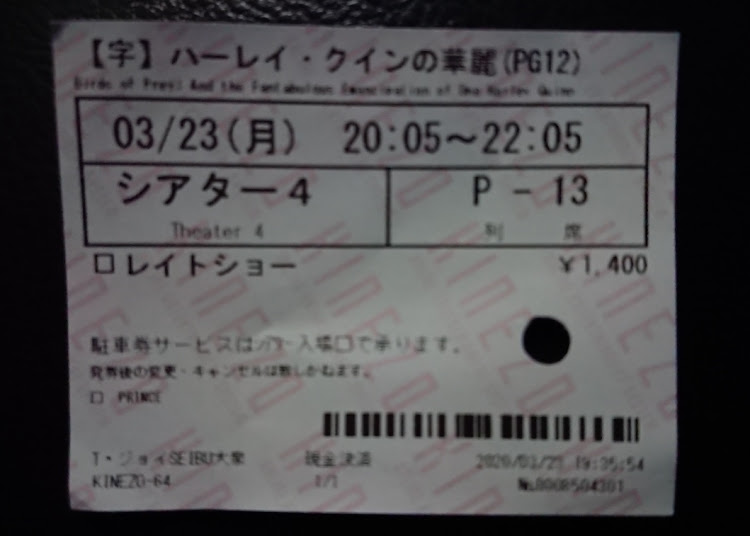 【字】ハーレイ・クインの華麗(PG12)
Birds of Prey: And the Fantabulous Emancipation of One Harley Quinn
03/23(月) 20:05～22:05
シアター4 P - 13
Theater 4 列 席
□レイトショー ¥1,400
駐車券サービスは 入場口で承ります。
発券後の変更・キャンセルは致しかねます。
□ PRINCE
T・ジョイSEIBU大泉 現金決済 2020/03/23 19:35:54
KINEZO-64 1/1 №0008504301